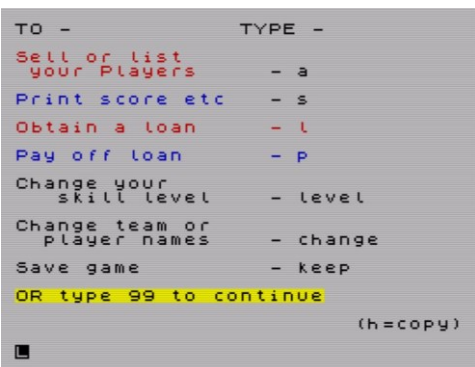 TO - TYPE -
Sell or list
your Players - a
Print score etc - s
Obtain a loan - l
Pay off loan - p
Change your
skill level - level
Change team or
player names - change
Save game - keep
OR type 99 to continue
(h=copy)
L